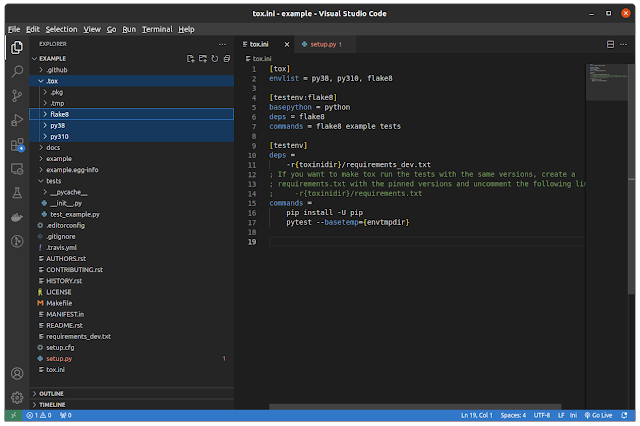 tox.ini - example - Visual Studio Code
File Edit Selection View Go Run Terminal Help
EXPLORER
EXAMPLE
.github
.tox
.pkg
.tmp
flake8
py38
py310
docs
example
example.egg-info
tests
__pycache__
__init__.py
test_example.py
.editorconfig
.gitignore
.travis.yml
AUTHORS.rst
CONTRIBUTING.rst
HISTORY.rst
LICENSE
Makefile
MANIFEST.in
README.rst
requirements_dev.txt
setup.cfg
setup.py 1
tox.ini
OUTLINE
TIMELINE
4
tox.ini setup.py 1
tox.ini
1 [tox]
2 envlist = py38, py310, flake8
3
4 [testenv:flake8]
5 basepython = python
6 deps = flake8
7 commands = flake8 example tests
8
9 [testenv]
10 deps =
11 -r{toxinidir}/requirements_dev.txt
12 ; If you want to make tox run the tests with the same versions, create a
13 ; requirements.txt with the pinned versions and uncomment the following li
14 ; -r{toxinidir}/requirements.txt
15 commands =
16 pip install -U pip
17 pytest --basetemp={envtmpdir}
18
19
1 0 0 Ln 19, Col 1 Spaces: 4 UTF-8 LF Ini Go Live